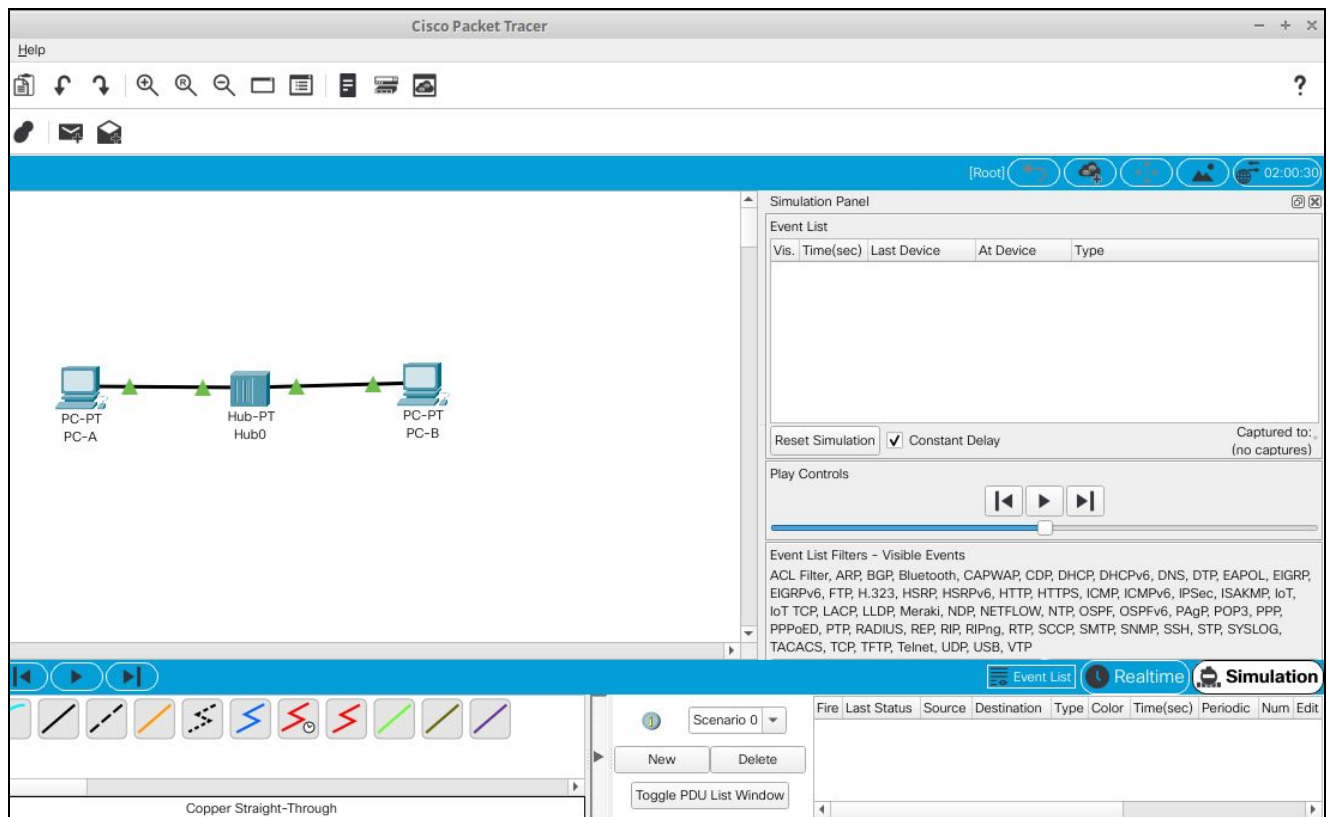 Cisco Packet Tracer
Help
?
[Root]
02:00:30
Simulation Panel
Event List
Vis. Time(sec) Last Device At Device Type
PC-PT
PC-A
Hub-PT
Hub0
PC-PT
PC-B
Reset Simulation
Constant Delay
Captured to:
(no captures)
Play Controls
Event List Filters - Visible Events
ACL Filter, ARP, BGP, Bluetooth, CAPWAP, CDP, DHCP, DHCPv6, DNS, DTP, EAPOL, EIGRP,
EIGRPv6, FTP, H.323, HSRP, HSRPv6, HTTP, HTTPS, ICMP, ICMPv6, IPSec, ISAKMP, IoT,
IoT TCP, LACP, LLDP, Meraki, NDP, NETFLOW, NTP, OSPF, OSPFv6, PAgP, POP3, PPP,
PPPoED, PTP, RADIUS, REP, RIP, RIPng, RTP, SCCP, SMTP, SNMP, SSH, STP, SYSLOG,
TACACS, TCP, TFTP, Telnet, UDP, USB, VTP
Event List
Realtime
Simulation
1
Scenario 0
Fire Last Status Source Destination Type Color Time(sec) Periodic Num Edit
New
Delete
Toggle PDU List Window
Copper Straight-Through